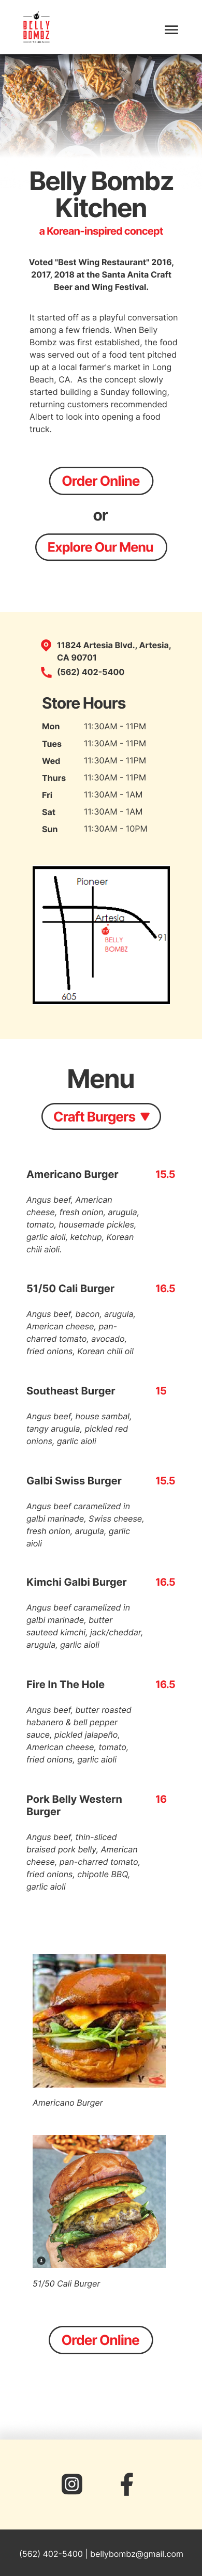 BELLY
BOMBZ
Belly Bombz
Kitchen
a Korean-inspired concept
Voted "Best Wing Restaurant" 2016,
2017, 2018 at the Santa Anita Craft
Beer and Wing Festival.
It started off as a playful conversation
among a few friends. When Belly
Bombz was first established, the food
was served out of a food tent pitched
up at a local farmer's market in Long
Beach, CA.  As the concept slowly
started building a Sunday following,
returning customers recommended
Albert to look into opening a food
truck.
Order Online
or
Explore Our Menu
11824 Artesia Blvd., Artesia,
CA 90701
(562) 402-5400
Store Hours
Mon 11:30AM - 11PM
Tues 11:30AM - 11PM
Wed 11:30AM - 11PM
Thurs 11:30AM - 11PM
Fri 11:30AM - 1AM
Sat 11:30AM - 1AM
Sun 11:30AM - 10PM
Pioneer
Artesia
BELLY
BOMBZ
91
605
Menu
Craft Burgers
Americano Burger 15.5
Angus beef, American
cheese, fresh onion, arugula,
tomato, housemade pickles,
garlic aioli, ketchup, Korean
chili aioli.
51/50 Cali Burger 16.5
Angus beef, bacon, arugula,
American cheese, pan-
charred tomato, avocado,
fried onions, Korean chili oil
Southeast Burger 15
Angus beef, house sambal,
tangy arugula, pickled red
onions, garlic aioli
Galbi Swiss Burger 15.5
Angus beef caramelized in
galbi marinade, Swiss cheese,
fresh onion, arugula, garlic
aioli
Kimchi Galbi Burger 16.5
Angus beef caramelized in
galbi marinade, butter
sauteed kimchi, jack/cheddar,
arugula, garlic aioli
Fire In The Hole 16.5
Angus beef, butter roasted
habanero & bell pepper
sauce, pickled jalapeño,
American cheese, tomato,
fried onions, garlic aioli
Pork Belly Western 16
Burger
Angus beef, thin-sliced
braised pork belly, American
cheese, pan-charred tomato,
fried onions, chipotle BBQ,
garlic aioli
Americano Burger
51/50 Cali Burger
Order Online
(562) 402-5400 | bellybombz@gmail.com